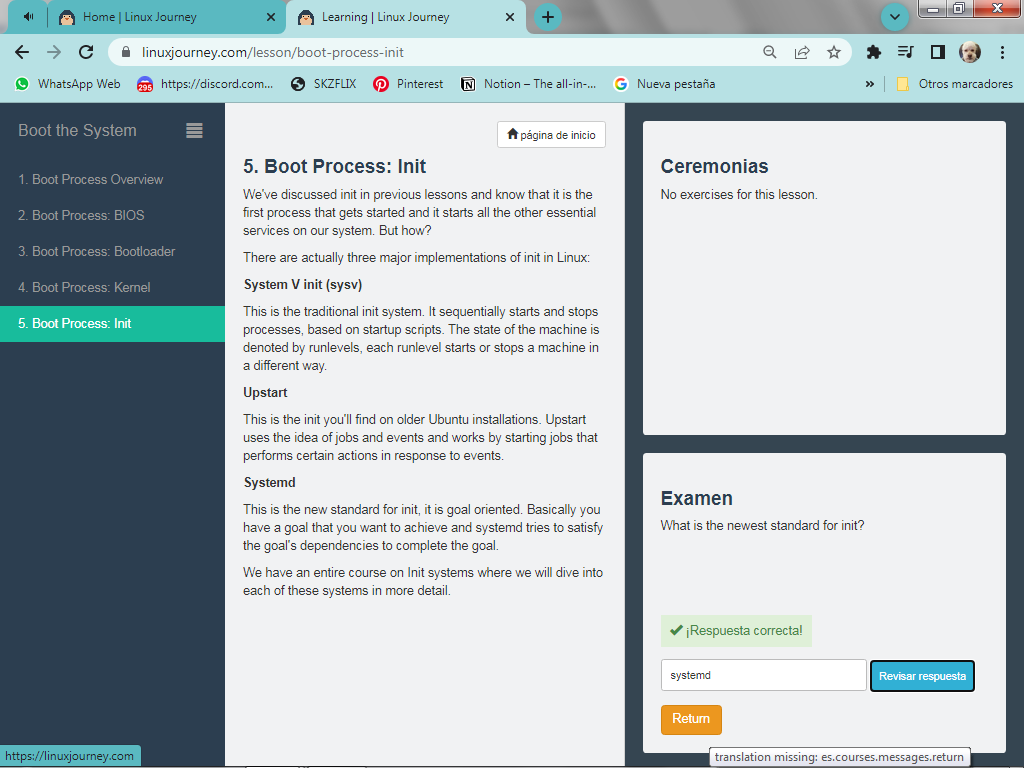 Home | Linux Journey
Learning | Linux Journey
linuxjourney.com/lesson/boot-process-init
WhatsApp Web
295
https://discord.com...
SKZFLIX
Pinterest
Notion – The all-in-...
Nueva pestaña
»
Otros marcadores
Boot the System
1. Boot Process Overview
2. Boot Process: BIOS
3. Boot Process: Bootloader
4. Boot Process: Kernel
5. Boot Process: Init
página de inicio
5. Boot Process: Init
We've discussed init in previous lessons and know that it is the
first process that gets started and it starts all the other essential
services on our system. But how?
There are actually three major implementations of init in Linux:
System V init (sysv)
This is the traditional init system. It sequentially starts and stops
processes, based on startup scripts. The state of the machine is
denoted by runlevels, each runlevel starts or stops a machine in
a different way.
Upstart
This is the init you'll find on older Ubuntu installations. Upstart
uses the idea of jobs and events and works by starting jobs that
performs certain actions in response to events.
Systemd
This is the new standard for init, it is goal oriented. Basically you
have a goal that you want to achieve and systemd tries to satisfy
the goal's dependencies to complete the goal.
We have an entire course on Init systems where we will dive into
each of these systems in more detail.
Ceremonias
No exercises for this lesson.
Examen
What is the newest standard for init?
¡Respuesta correcta!
systemd
Revisar respuesta
Return
translation missing: es.courses.messages.return
https://linuxjourney.com